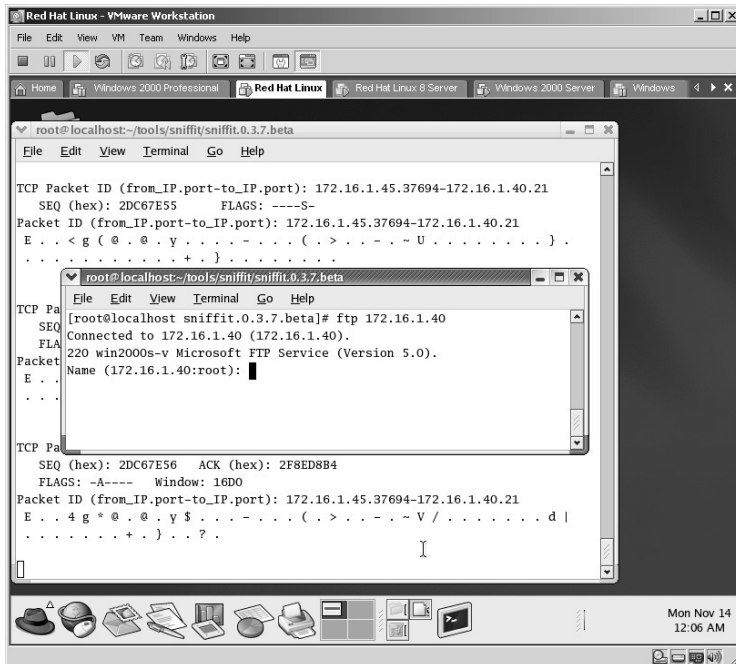 Red Hat Linux - VMware Workstation
File Edit View VM Team Windows Help
Home Windows 2000 Professional Red Hat Linux Red Hat Linux 8 Server Windows 2000 Server Windows
root@localhost:~/tools/sniffit/sniffit.0.3.7.beta
File Edit View Terminal Go Help
TCP Packet ID (from_IP.port-to_IP.port): 172.16.1.45.37694-172.16.1.40.21
SEQ (hex): 2DC67E55 FLAGS: ----S-
Packet ID (from_IP.port-to_IP.port): 172.16.1.45.37694-172.16.1.40.21
E . . < g ( @ . @ . y . . . . - . . . ( . > . . - . ~ U . . . . . . . . } .
. . . . . . . . . . . + . } . . . . . . . .
root@localhost:~/tools/sniffit/sniffit.0.3.7.beta
File Edit View Terminal Go Help
[root@localhost sniffit.0.3.7.beta]# ftp 172.16.1.40
Connected to 172.16.1.40 (172.16.1.40).
220 win2000s-v Microsoft FTP Service (Version 5.0).
Name (172.16.1.40:root):
TCP Pa
SEQ
FLA
Packet
E . .
. . .
TCP Pa
SEQ (hex): 2DC67E56 ACK (hex): 2F8ED8B4
FLAGS: -A---- Window: 16D0
Packet ID (from_IP.port-to_IP.port): 172.16.1.45.37694-172.16.1.40.21
E . . 4 g * @ . @ . y $ . . . - . . . ( . > . . - . ~ V / . . . . . . . d |
. . . . . . . + . } . . ? .
Mon Nov 14
12:06 AM